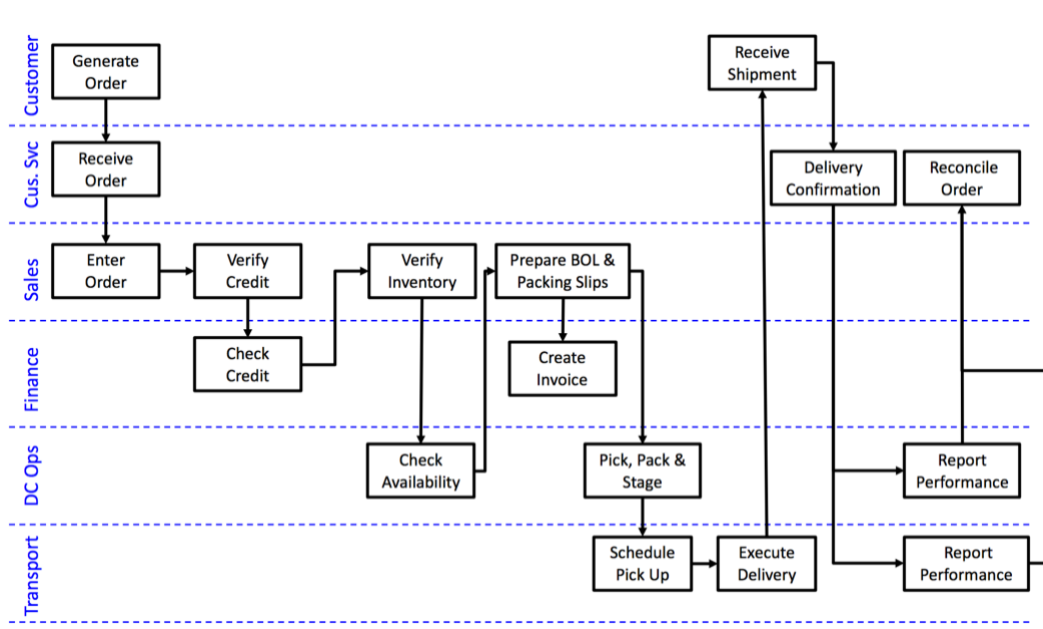 Customer
Generate
Order
Receive
Shipment
Cus. Svc
Receive
Order
Delivery
Confirmation
Reconcile
Order
Sales
Enter
Order
Verify
Credit
Verify
Inventory
Prepare BOL &
Packing Slips
Finance
Check
Credit
Create
Invoice
DC Ops
Check
Availability
Pick, Pack &
Stage
Report
Performance
Transport
Schedule
Pick Up
Execute
Delivery
Report
Performance